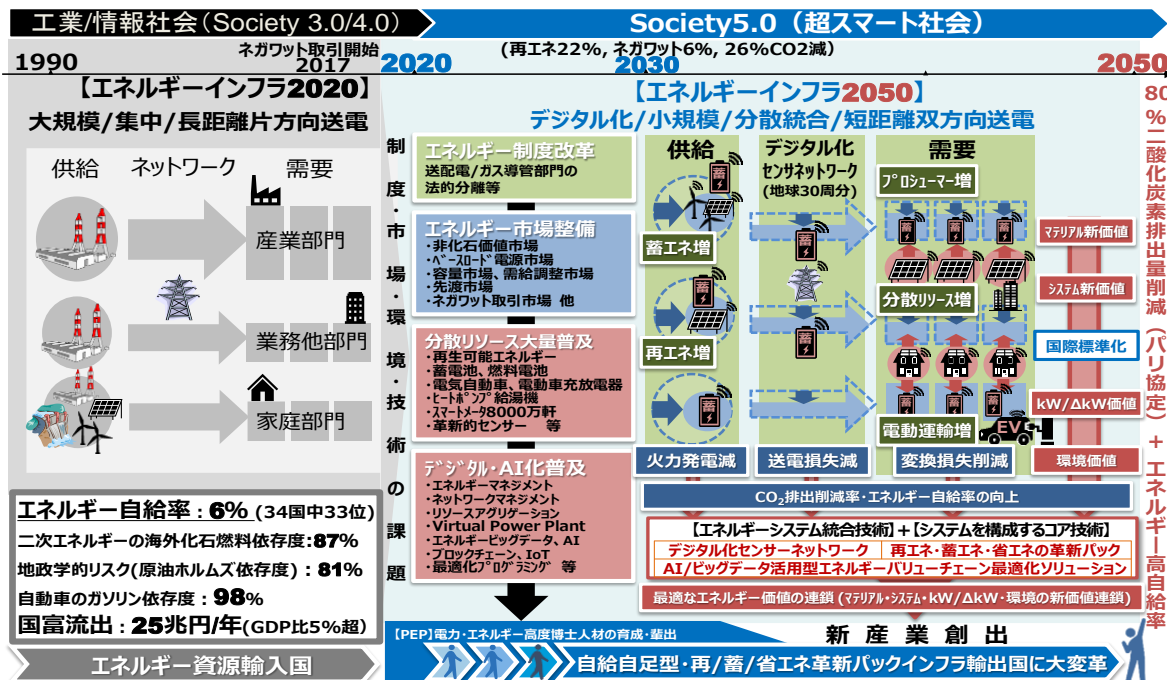 工業/情報社会(Society 3.0/4.0)
Society5.0（超スマート社会）
ネガワット取引開始
(再エネ22%, ネガワット6%, 26%CO2減)
1990
2017
2020
2030
2050
【エネルギーインフラ2020】
大規模/集中/長距離片方向送電
供給
ネットワーク
需要
産業部門
業務他部門
家庭部門
エネルギー自給率：6% (34国中33位)
二次エネルギーの海外化石燃料依存度:87%
地政学的リスク(原油ホルムズ依存度)：81%
自動車のガソリン依存度：98%
国富流出：25兆円/年(GDP比5%超)
エネルギー資源輸入国
【エネルギーインフラ2050】
デジタル化/小規模/分散統合/短距離双方向送電
制度・市場・環境・技術の課題
エネルギー制度改革
送配電/ガス導管部門の
法的分離等
エネルギー市場整備
・非化石価値市場
・ﾍﾞｰｽﾛｰﾄﾞ電源市場
・容量市場、需給調整市場
・先渡市場
・ネガワット取引市場 他
分散リソース大量普及
・再生可能エネルギー
・蓄電池、燃料電池
・電気自動車、電動車充放電器
・ﾋｰﾄﾎﾟﾝﾌﾟ給湯機
・ｽﾏｰﾄﾒｰﾀ8000万軒
・革新的センサー 等
デジタル・AI化普及
・エネルギーマネジメント
・ネットワークマネジメント
・リソースアグリゲーション
・Virtual Power Plant
・エネルギービッグデータ、AI
・ブロックチェーン、IoT
・最適化ﾌﾟﾛｸﾞﾗﾐﾝｸﾞ 等
供給
蓄
蓄エネ増
蓄
再エネ増
蓄
火力発電減
デジタル化
センサネットワーク
(地球30周分)
蓄
蓄
送電損失減
需要
ﾌﾟﾛｼｭｰﾏｰ増
蓄 蓄 蓄
分散リソース増
蓄 蓄
電動運輸増
EV
変換損失削減
ﾏﾃﾘｱﾙ新価値
ｼｽﾃﾑ新価値
国際標準化
kW/ΔkW価値
環境価値
CO₂排出削減率・エネルギー自給率の向上
【エネルギーシステム統合技術】＋【システムを構成するコア技術】
デジタル化センサーネットワーク
再エネ・蓄エネ・省エネの革新パック
AI/ビッグデータ活用型エネルギーバリューチェーン最適化ソリューション
最適なエネルギー価値の連鎖(ﾏﾃﾘｱﾙ・ｼｽﾃﾑ・kW/ΔkW・環境の新価値連鎖)
80%二酸化炭素排出量削減（パリ協定）＋エネルギー高自給率
【PEP】電力・エネルギー高度博士人材の育成・輩出
新産業創出
自給自足型・再/蓄/省エネ革新パックインフラ輸出国に大変革